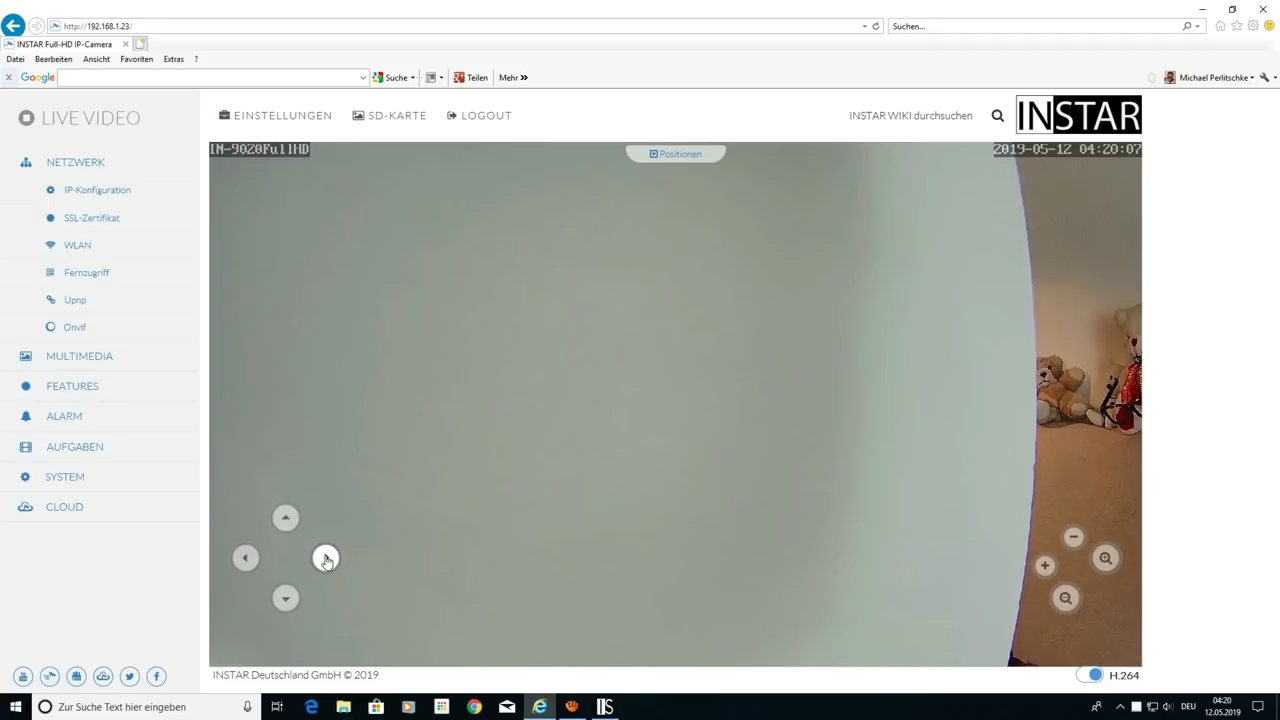 http://192.168.1.23/
Suchen...
INSTAR Full-HD IP-Camera
Datei Bearbeiten Ansicht Favoriten Extras ?
x Google Suche Teilen Mehr »
Michael Perlitschke
LIVE VIDEO
EINSTELLUNGEN SD-KARTE LOGOUT
INSTAR WIKI durchsuchen
INSTAR
IN-9020FullHD
Positionen
2019-05-12 04:20:07
NETZWERK
IP-Konfiguration
SSL-Zertifikat
WLAN
Fernzugriff
Upnp
Onvif
MULTIMEDIA
FEATURES
ALARM
AUFGABEN
SYSTEM
CLOUD
INSTAR Deutschland GmbH © 2019
H.264
Zur Suche Text hier eingeben
DEU
04:20
12.05.2019